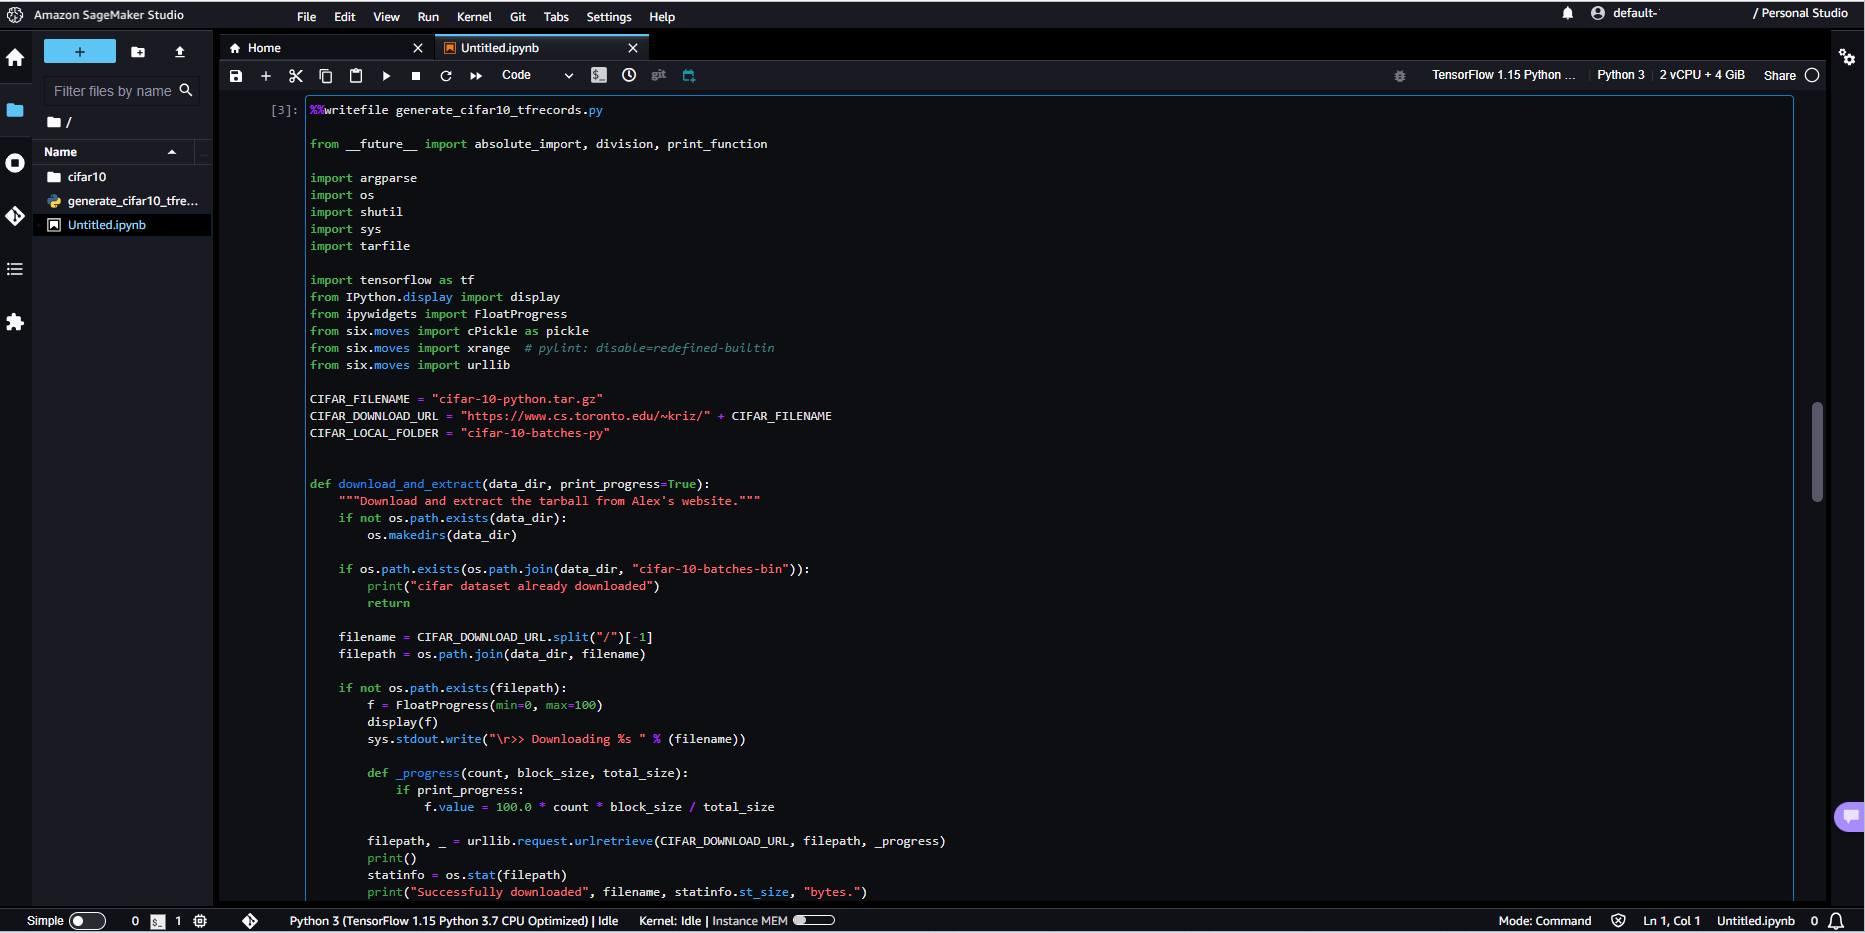 Amazon SageMaker Studio File Edit View Run Kernel Git Tabs Settings Help default- / Personal Studio
+
Filter files by name
/
Name
cifar10
generate_cifar10_tfre...
Untitled.ipynb
Home Untitled.ipynb
Code git TensorFlow 1.15 Python ... Python 3 2 vCPU + 4 GiB Share
[3]: %%writefile generate_cifar10_tfrecords.py
from __future__ import absolute_import, division, print_function
import argparse
import os
import shutil
import sys
import tarfile
import tensorflow as tf
from IPython.display import display
from ipywidgets import FloatProgress
from six.moves import cPickle as pickle
from six.moves import xrange  # pylint: disable=redefined-builtin
from six.moves import urllib
CIFAR_FILENAME = "cifar-10-python.tar.gz"
CIFAR_DOWNLOAD_URL = "https://www.cs.toronto.edu/~kriz/" + CIFAR_FILENAME
CIFAR_LOCAL_FOLDER = "cifar-10-batches-py"
def download_and_extract(data_dir, print_progress=True):
    """Download and extract the tarball from Alex's website."""
    if not os.path.exists(data_dir):
        os.makedirs(data_dir)
    if os.path.exists(os.path.join(data_dir, "cifar-10-batches-bin")):
        print("cifar dataset already downloaded")
        return
    filename = CIFAR_DOWNLOAD_URL.split("/")[-1]
    filepath = os.path.join(data_dir, filename)
    if not os.path.exists(filepath):
        f = FloatProgress(min=0, max=100)
        display(f)
        sys.stdout.write("\r>> Downloading %s " % (filename))
        def _progress(count, block_size, total_size):
            if print_progress:
                f.value = 100.0 * count * block_size / total_size
        filepath, _ = urllib.request.urlretrieve(CIFAR_DOWNLOAD_URL, filepath, _progress)
        print()
        statinfo = os.stat(filepath)
        print("Successfully downloaded", filename, statinfo.st_size, "bytes.")
Simple 0 $_ 1 Python 3 (TensorFlow 1.15 Python 3.7 CPU Optimized) | Idle Kernel: Idle | Instance MEM Mode: Command Ln 1, Col 1 Untitled.ipynb 0